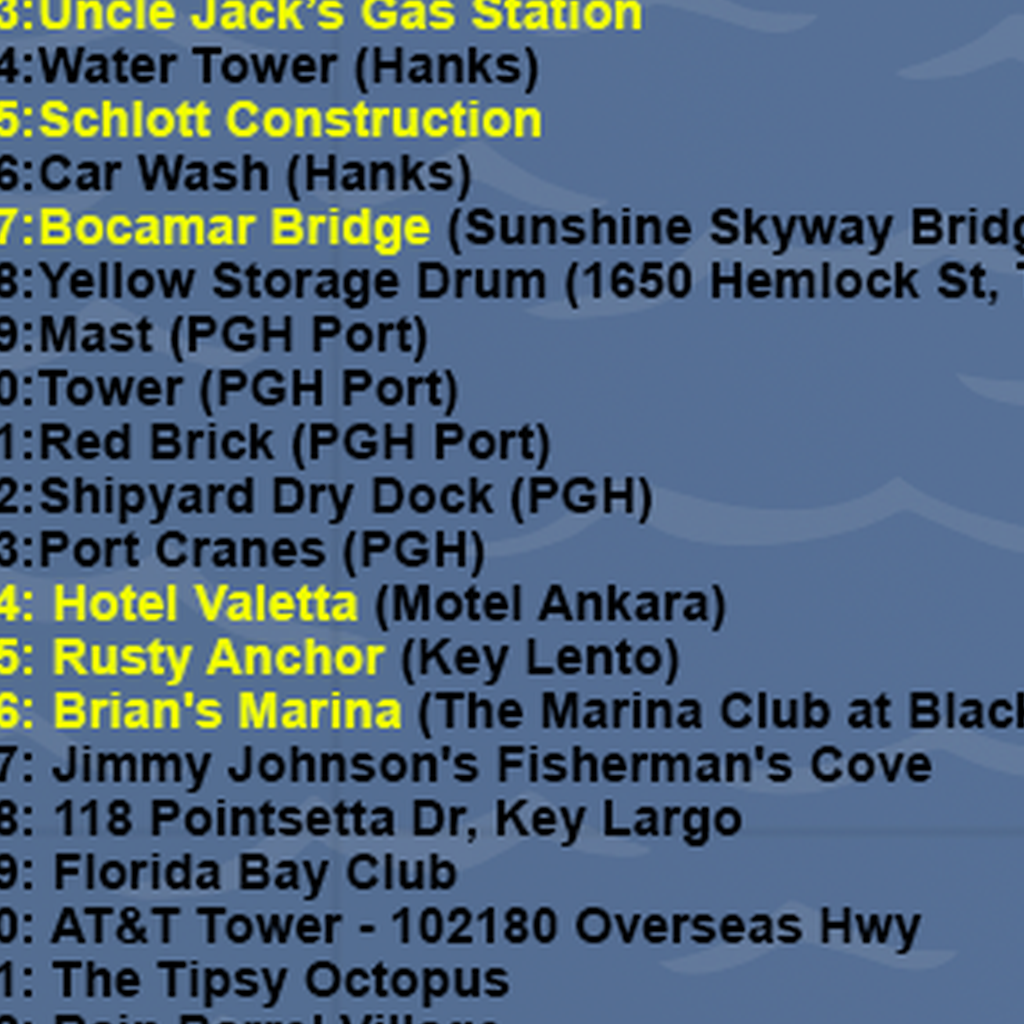 3:Uncle Jack’s Gas Station
4:Water Tower (Hanks)
5:Schlott Construction
6:Car Wash (Hanks)
7:Bocamar Bridge (Sunshine Skyway Bridg
8:Yellow Storage Drum (1650 Hemlock St,
9:Mast (PGH Port)
0:Tower (PGH Port)
1:Red Brick (PGH Port)
2:Shipyard Dry Dock (PGH)
3:Port Cranes (PGH)
4: Hotel Valetta (Motel Ankara)
5: Rusty Anchor (Key Lento)
6: Brian's Marina (The Marina Club at Black
7: Jimmy Johnson's Fisherman's Cove
8: 118 Pointsetta Dr, Key Largo
9: Florida Bay Club
0: AT&T Tower - 102180 Overseas Hwy
1: The Tipsy Octopus
Rain Barrel Village